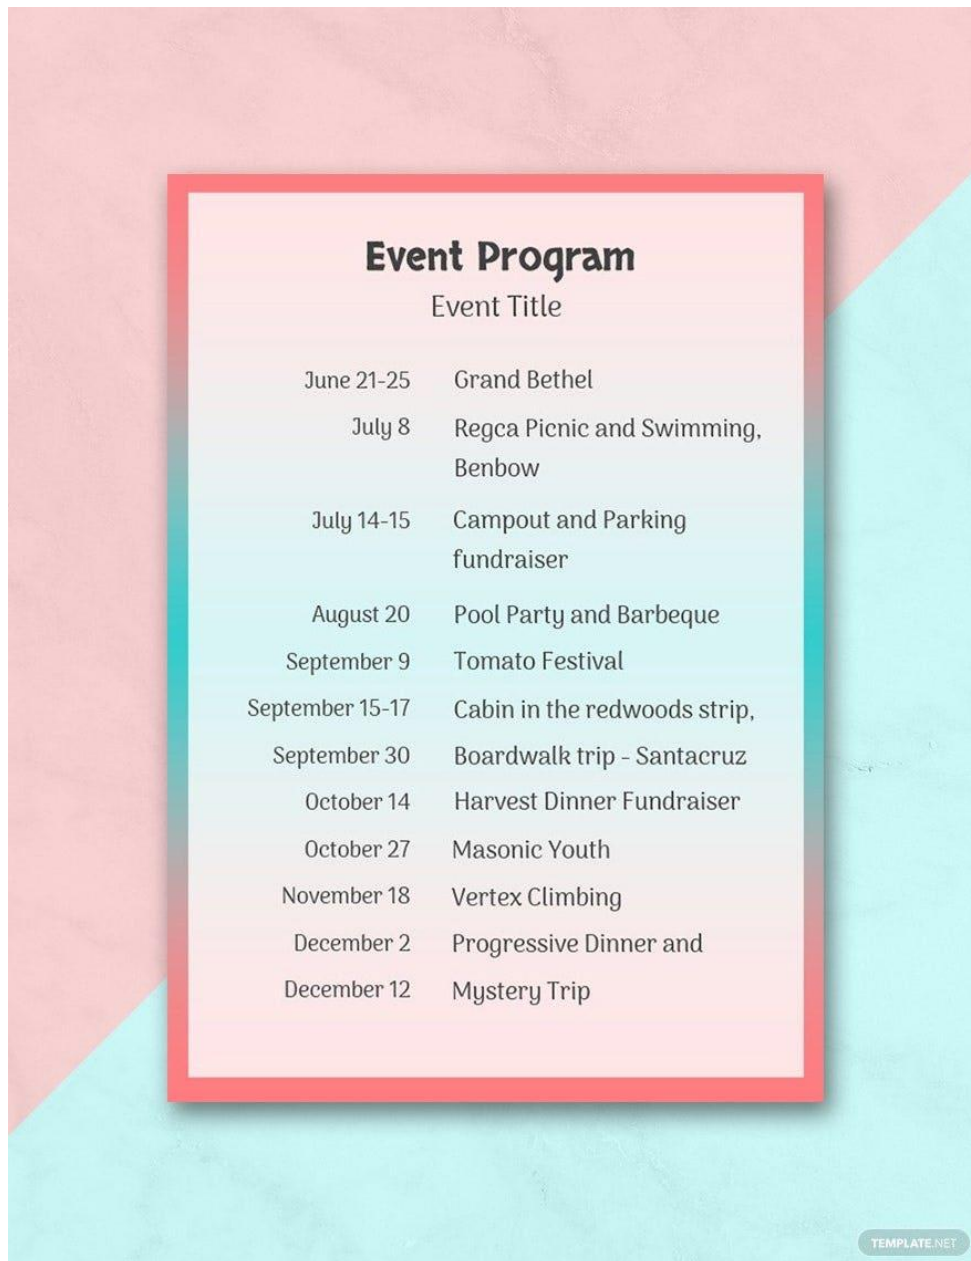 Event Program
Event Title
June 21-25 Grand Bethel
July 8 Regca Picnic and Swimming,
Benbow
July 14-15 Campout and Parking
fundraiser
August 20 Pool Party and Barbeque
September 9 Tomato Festival
September 15-17 Cabin in the redwoods strip,
September 30 Boardwalk trip - Santacruz
October 14 Harvest Dinner Fundraiser
October 27 Masonic Youth
November 18 Vertex Climbing
December 2 Progressive Dinner and
December 12 Mystery Trip
TEMPLATE.NET